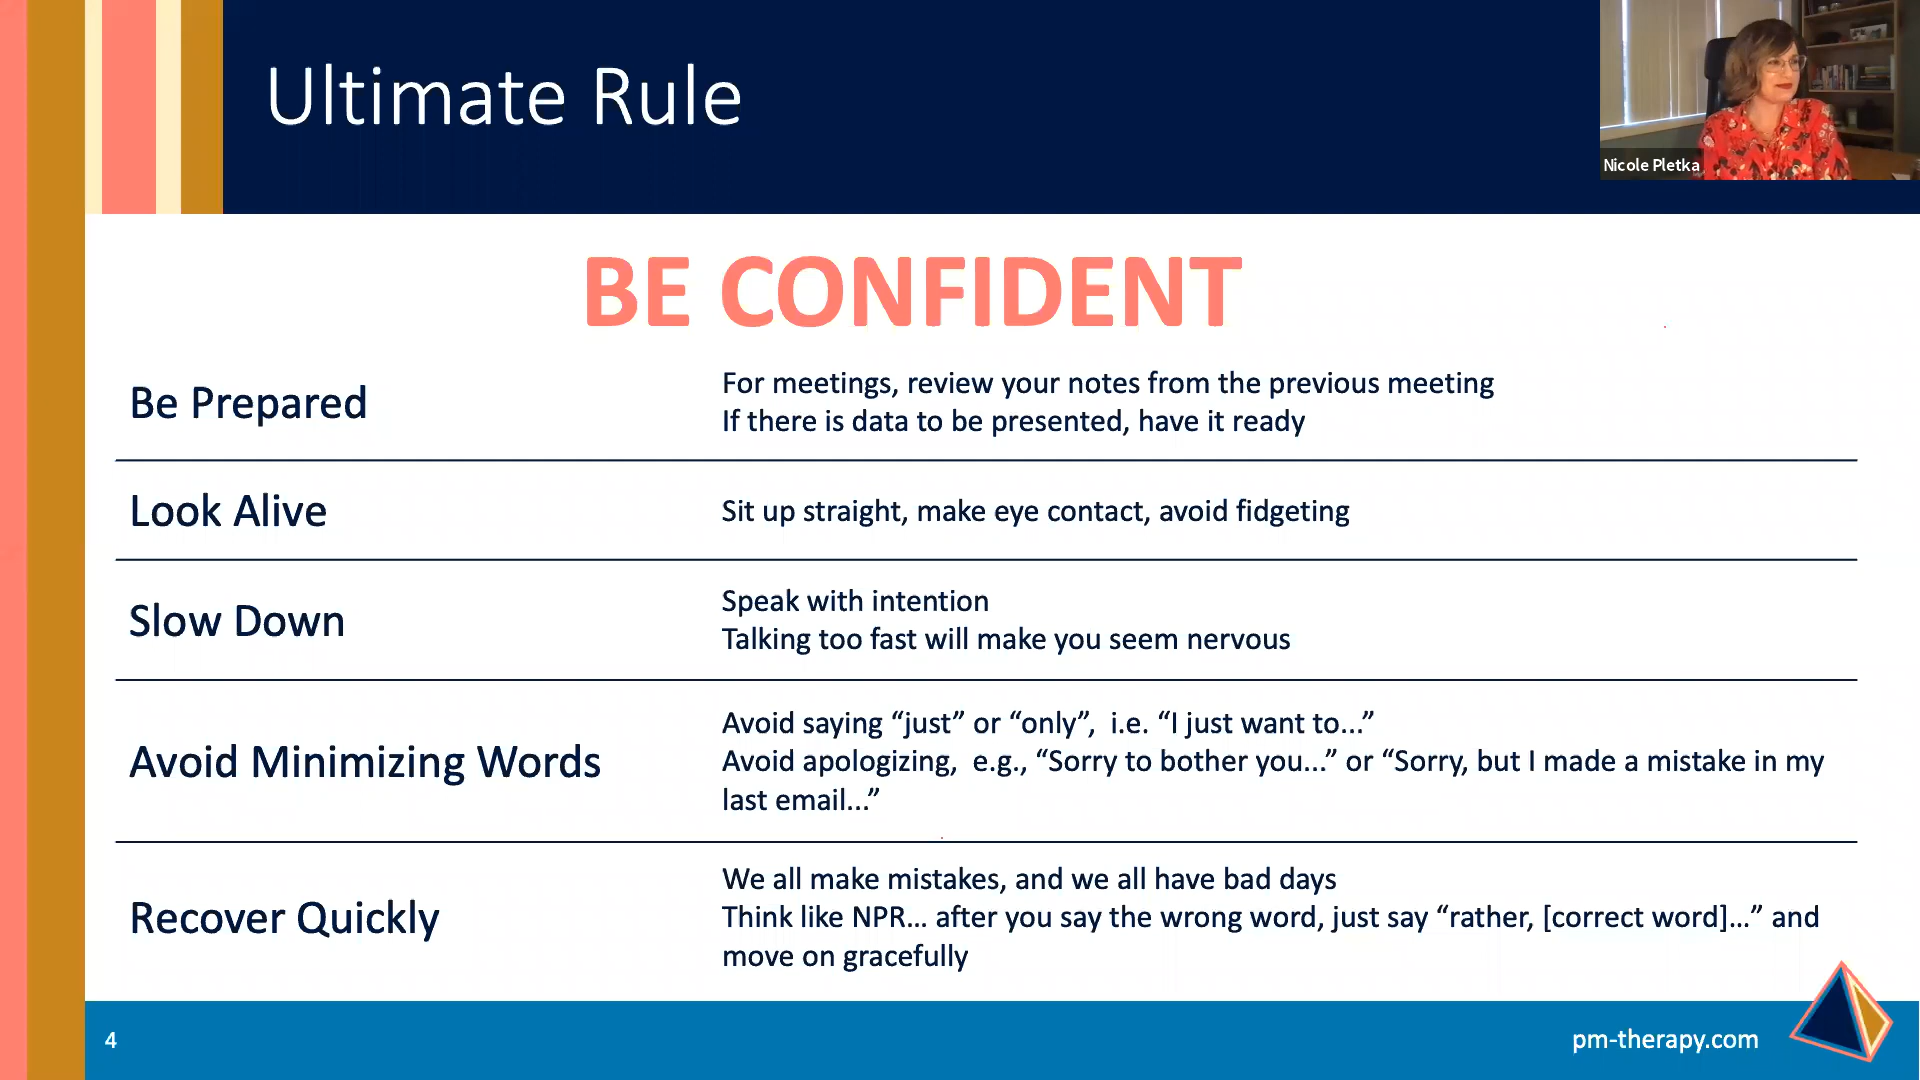 Ultimate Rule
Nicole Pletka
BE CONFIDENT
Be Prepared
For meetings, review your notes from the previous meeting
If there is data to be presented, have it ready
Look Alive
Sit up straight, make eye contact, avoid fidgeting
Slow Down
Speak with intention
Talking too fast will make you seem nervous
Avoid Minimizing Words
Avoid saying “just” or “only”,  i.e. “I just want to...”
Avoid apologizing,  e.g., “Sorry to bother you...” or “Sorry, but I made a mistake in my
last email...”
Recover Quickly
We all make mistakes, and we all have bad days
Think like NPR... after you say the wrong word, just say “rather, [correct word]...” and
move on gracefully
4
pm-therapy.com